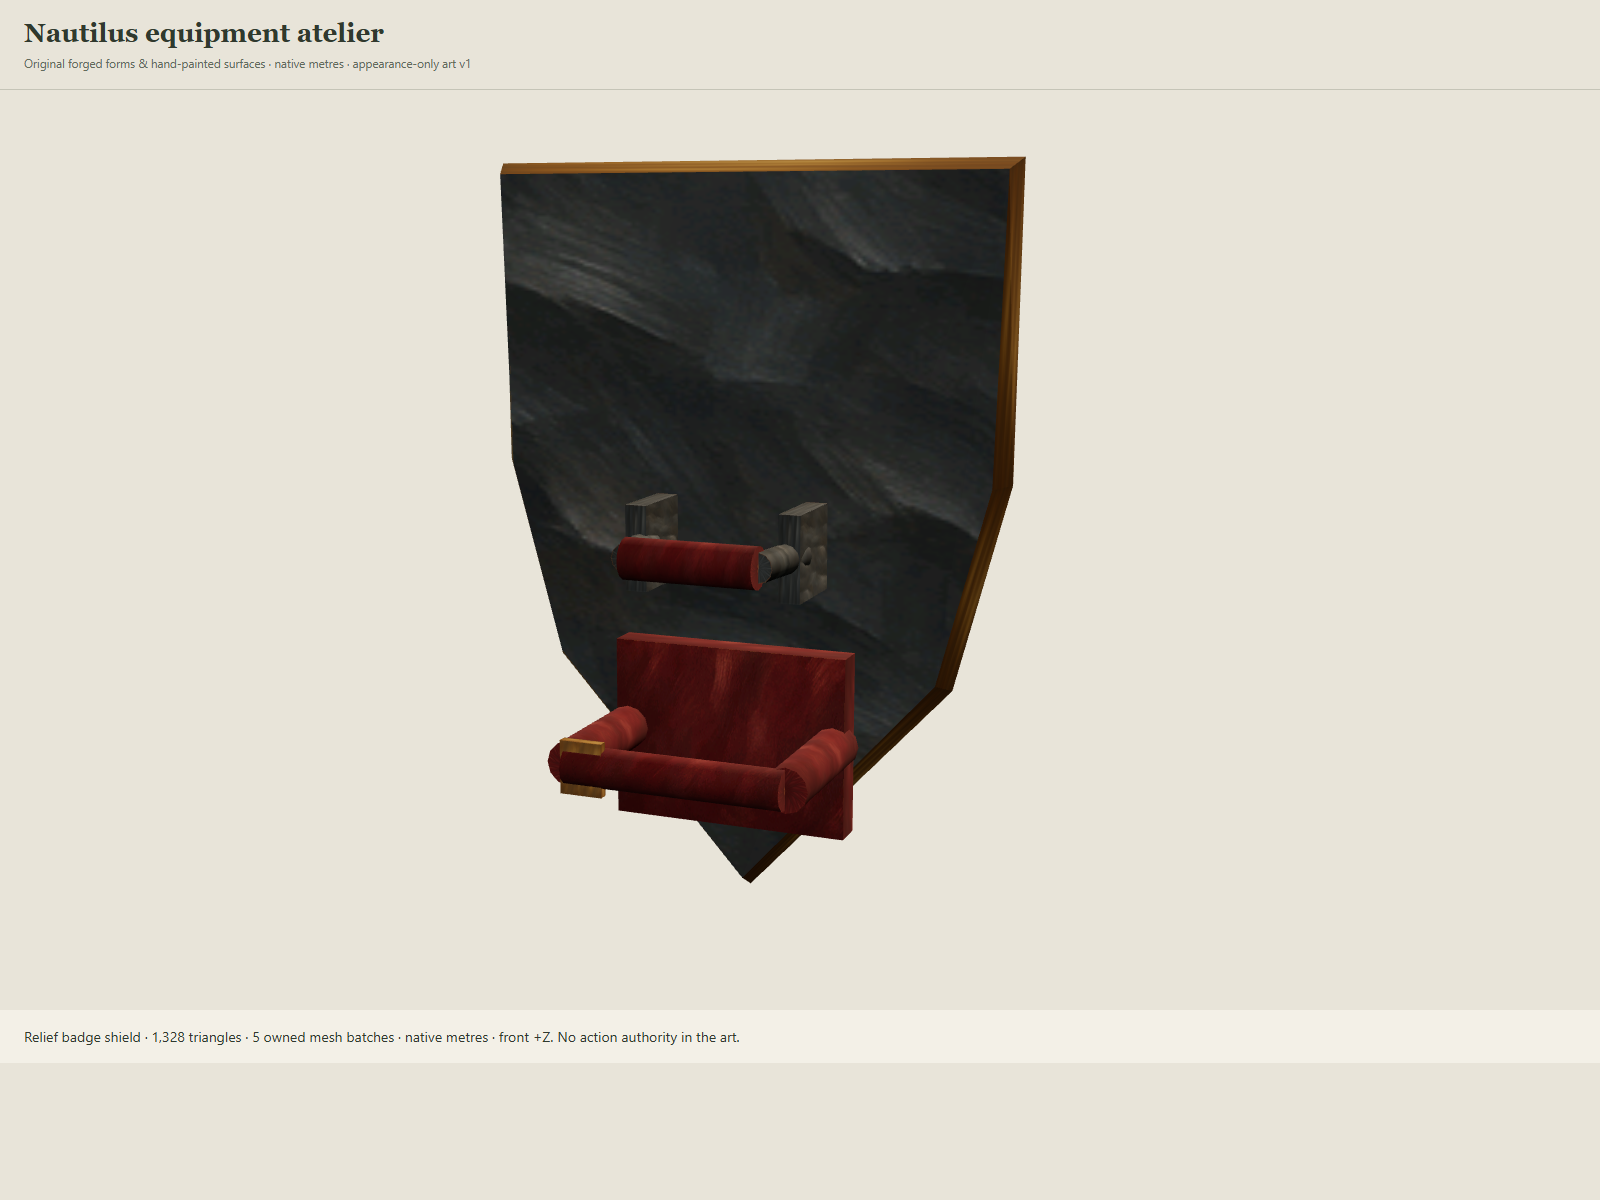 Nautilus equipment atelier
Original forged forms & hand-painted surfaces · native metres · appearance-only art v1
Relief badge shield · 1,328 triangles · 5 owned mesh batches · native metres · front +Z. No action authority in the art.